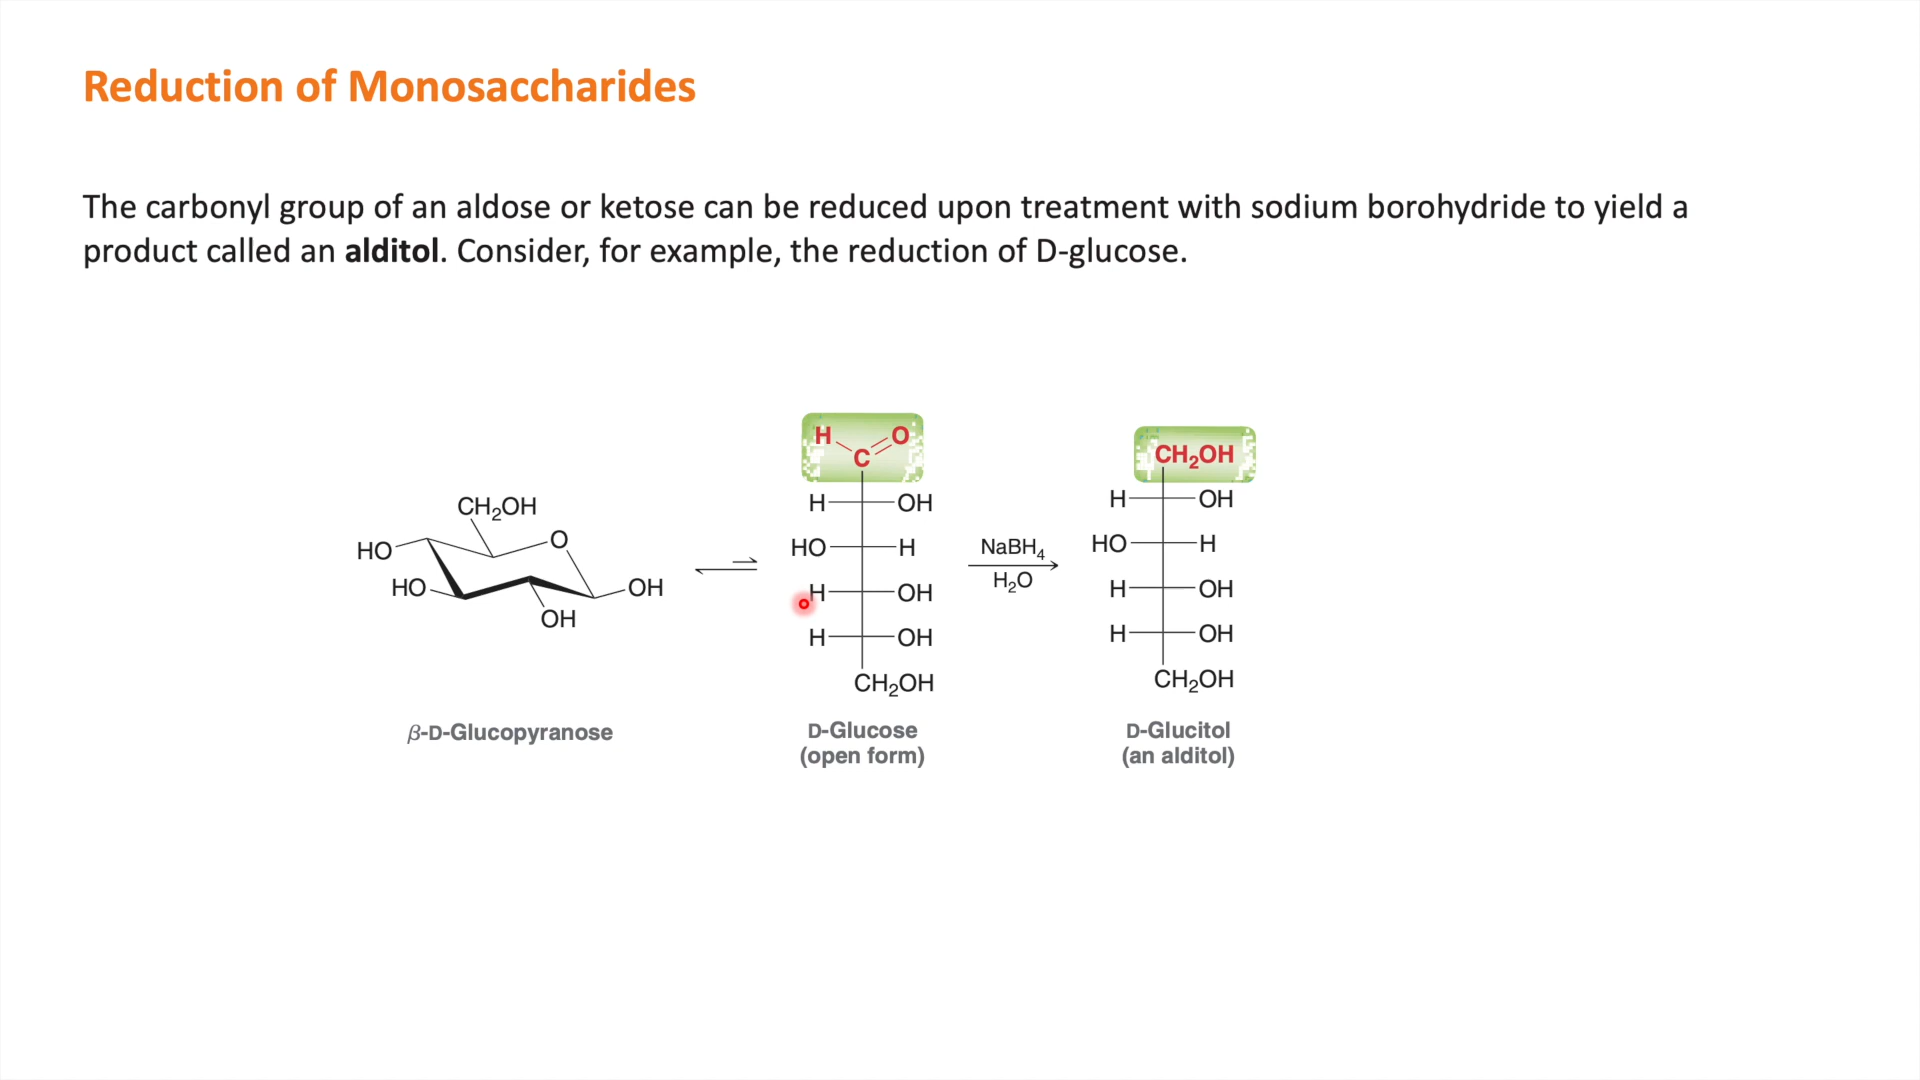 Reduction of Monosaccharides
The carbonyl group of an aldose or ketose can be reduced upon treatment with sodium borohydride to yield a
product called an alditol. Consider, for example, the reduction of D-glucose.
CH₂OH
HO
O
HO
OH
OH
β-D-Glucopyranose
H
O
C
H OH
HO H
H OH
H OH
CH₂OH
D-Glucose
(open form)
NaBH₄
H₂O
CH₂OH
H OH
HO H
H OH
H OH
CH₂OH
D-Glucitol
(an alditol)